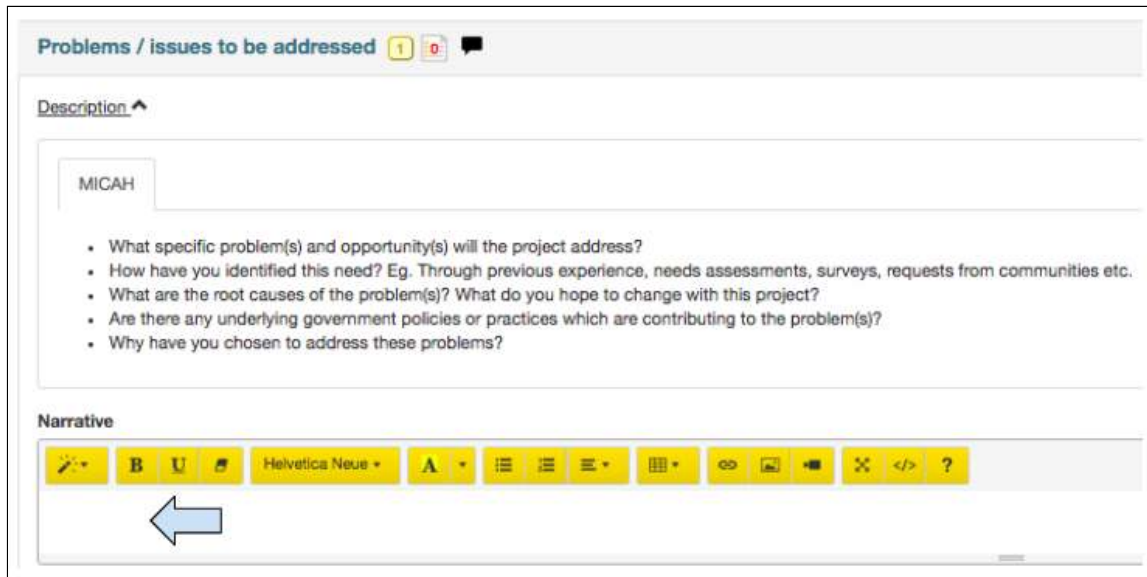 Problems / issues to be addressed 1 0
Description
MICAH
• What specific problem(s) and opportunity(s) will the project address?
• How have you identified this need? Eg. Through previous experience, needs assessments, surveys, requests from communities etc.
• What are the root causes of the problem(s)? What do you hope to change with this project?
• Are there any underlying government policies or practices which are contributing to the problem(s)?
• Why have you chosen to address these problems?
Narrative
B U Helvetica Neue A </> ?